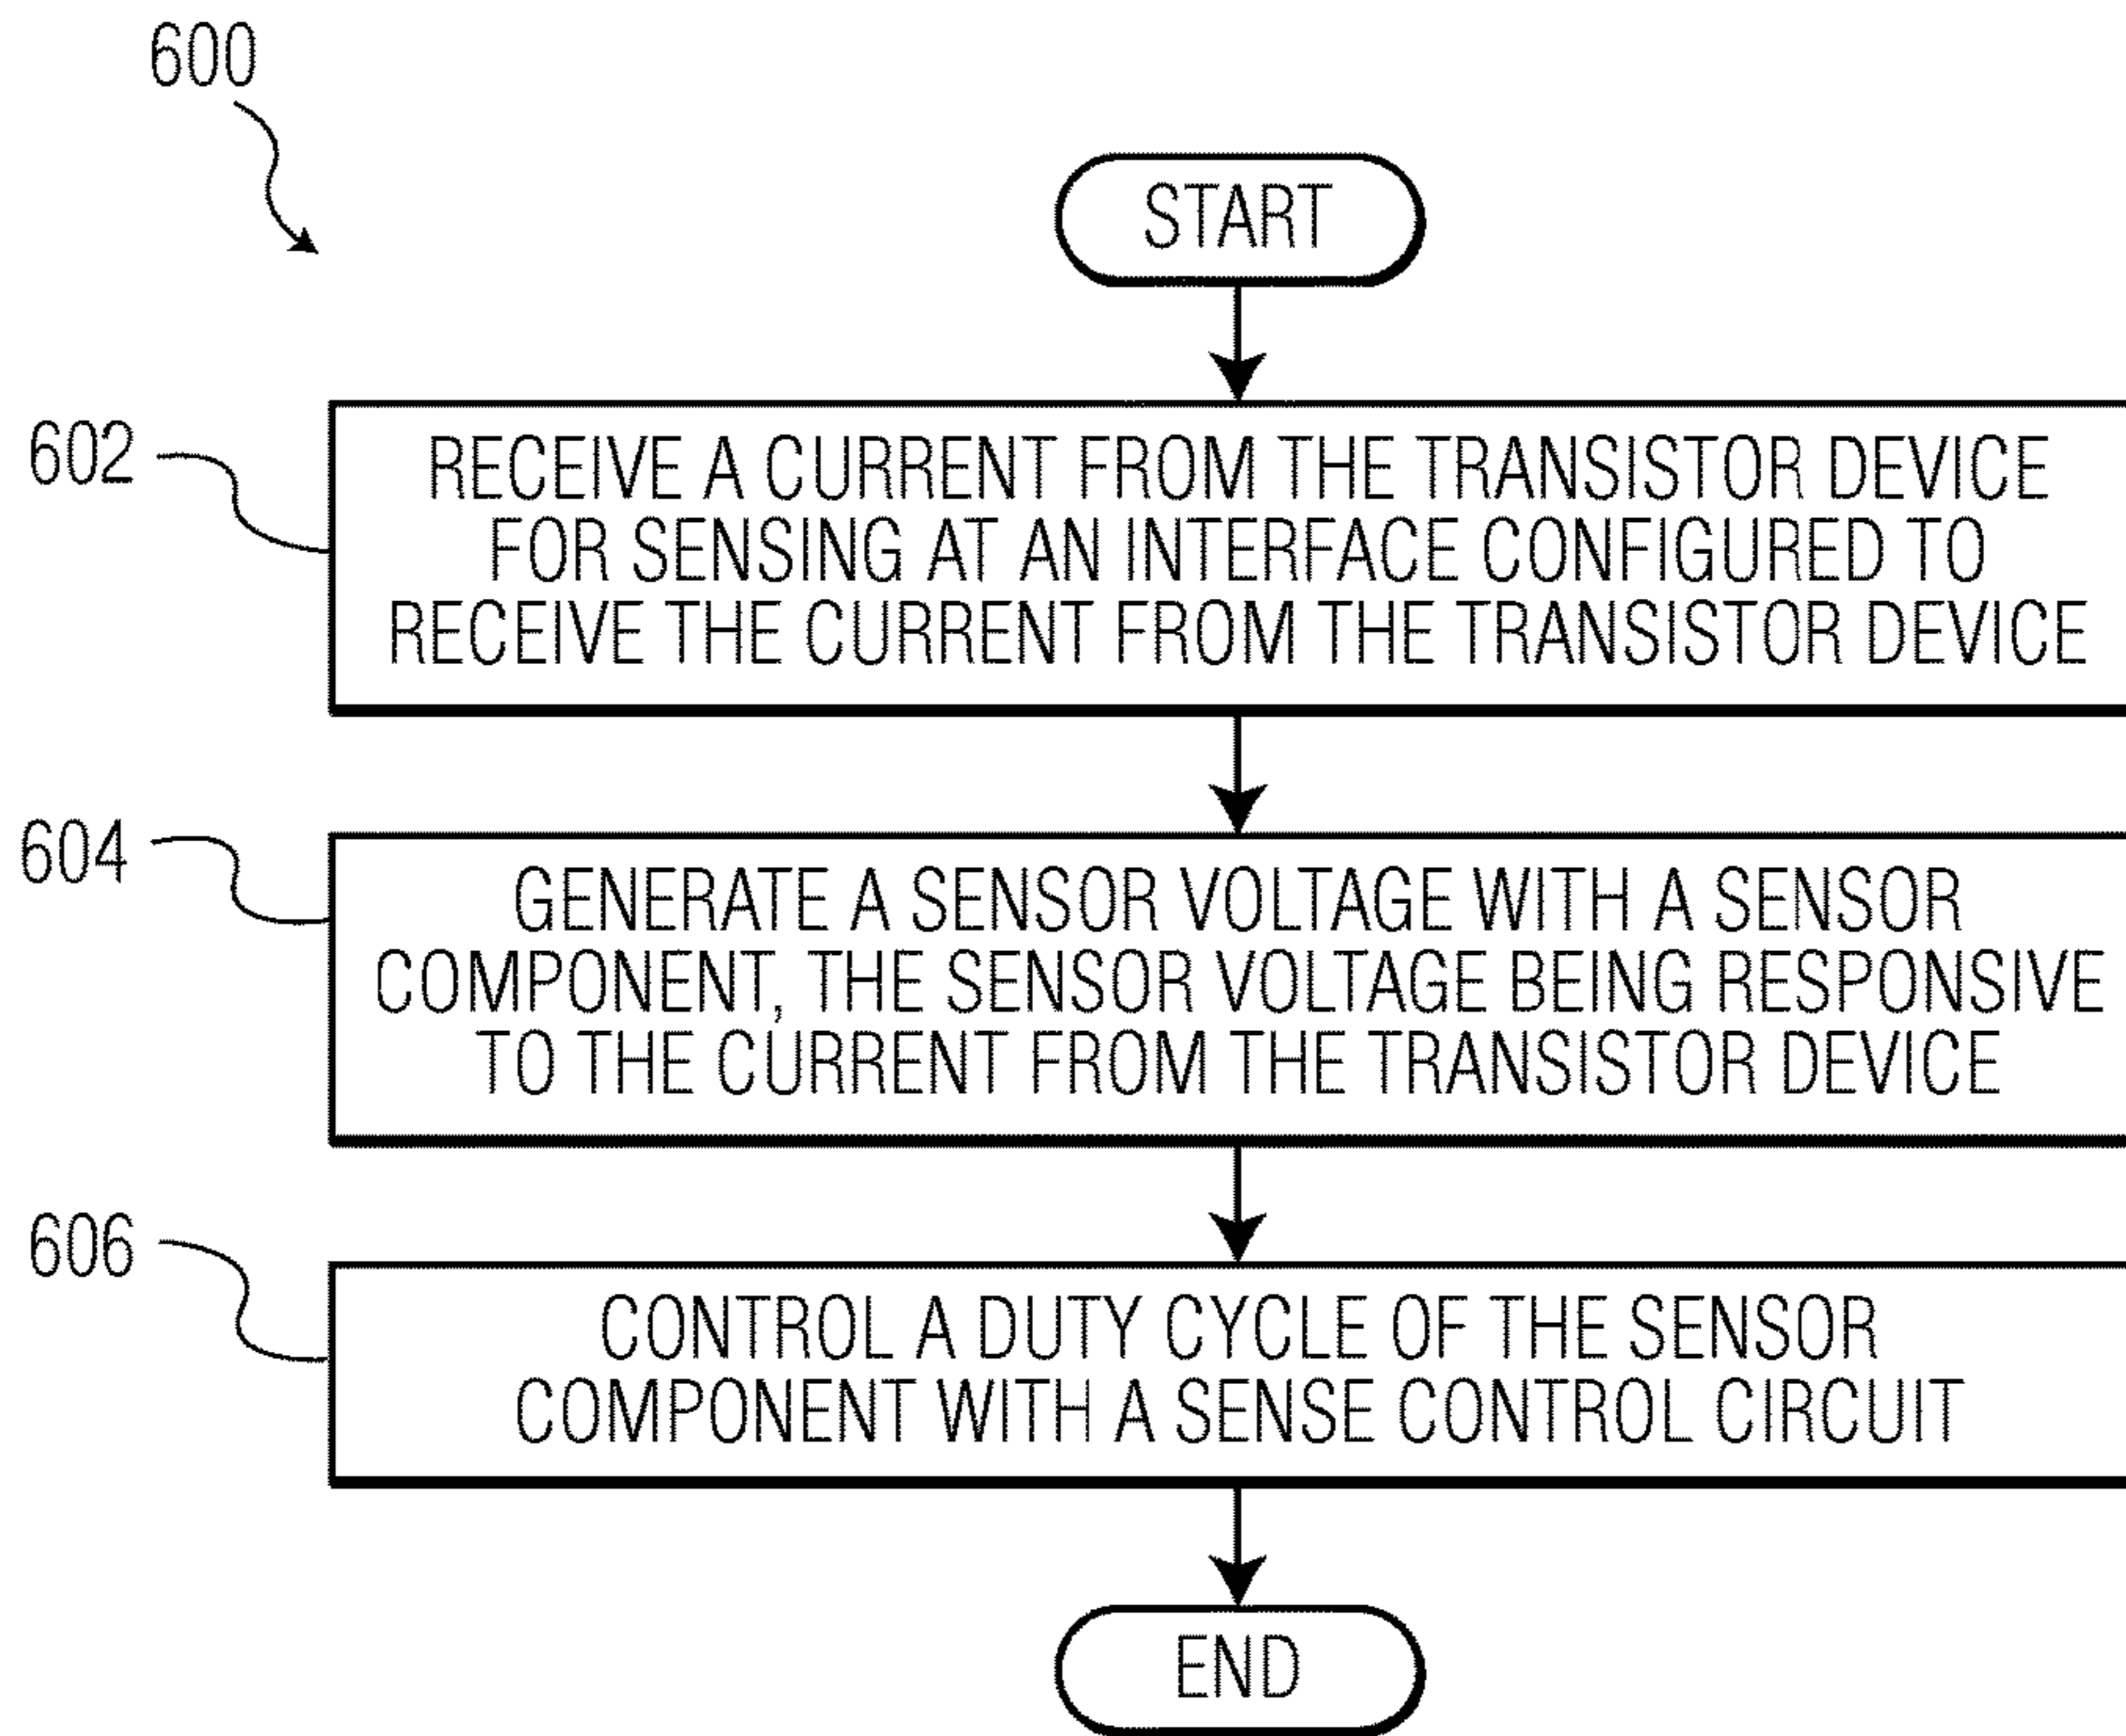 600
START
602
RECEIVE A CURRENT FROM THE TRANSISTOR DEVICE
FOR SENSING AT AN INTERFACE CONFIGURED TO
RECEIVE THE CURRENT FROM THE TRANSISTOR DEVICE
604
GENERATE A SENSOR VOLTAGE WITH A SENSOR
COMPONENT, THE SENSOR VOLTAGE BEING RESPONSIVE
TO THE CURRENT FROM THE TRANSISTOR DEVICE
606
CONTROL A DUTY CYCLE OF THE SENSOR
COMPONENT WITH A SENSE CONTROL CIRCUIT
END